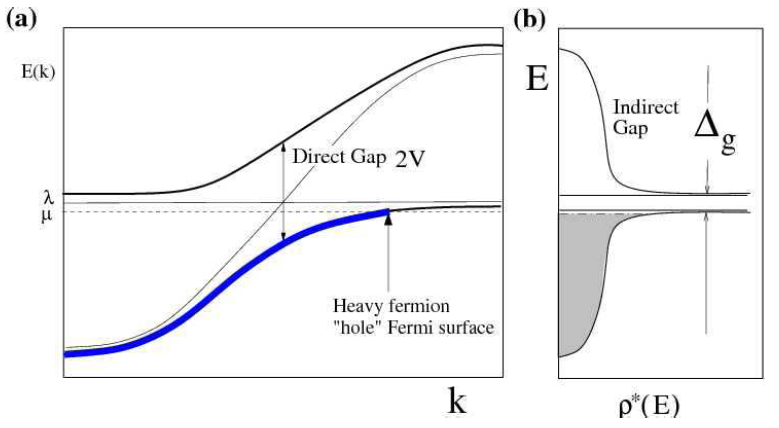 (a)
E(k)
λ
μ
Direct Gap 2V
Heavy fermion
"hole" Fermi surface
k
(b)
E
Indirect
Gap
Δg
ρ*(E)